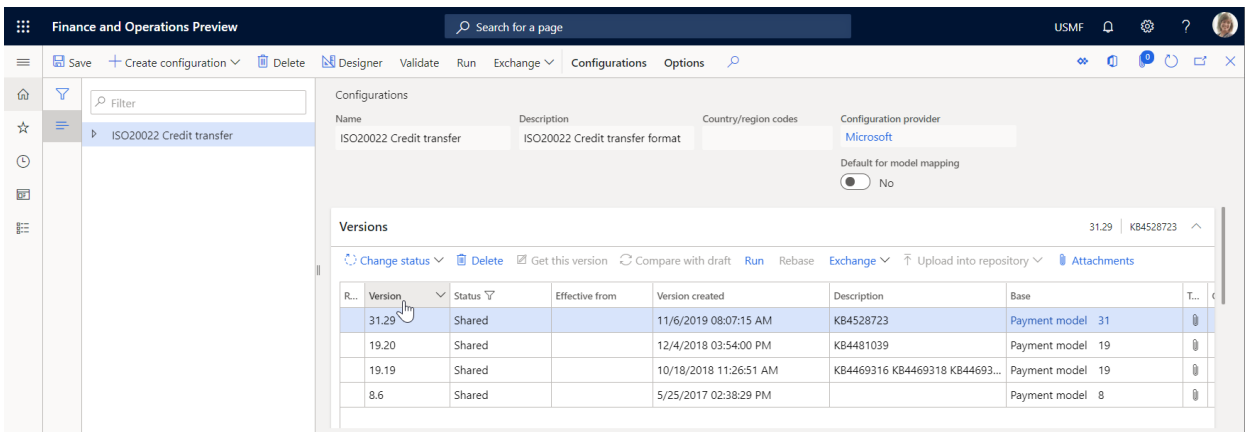 Finance and Operations Preview Search for a page USMF ?
Save Create configuration Delete Designer Validate Run Exchange Configurations Options 0
Filter
ISO20022 Credit transfer
Configurations
Name Description Country/region codes Configuration provider
ISO20022 Credit transfer ISO20022 Credit transfer format Microsoft
Default for model mapping
No
Versions 31.29 KB4528723
Change status Delete Get this version Compare with draft Run Rebase Exchange Upload into repository Attachments
R... Version Status Effective from Version created Description Base T...
31.29 Shared 11/6/2019 08:07:15 AM KB4528723 Payment model 31
19.20 Shared 12/4/2018 03:54:00 PM KB4481039 Payment model 19
19.19 Shared 10/18/2018 11:26:51 AM KB4469316 KB4469318 KB44693... Payment model 19
8.6 Shared 5/25/2017 02:38:29 PM Payment model 8